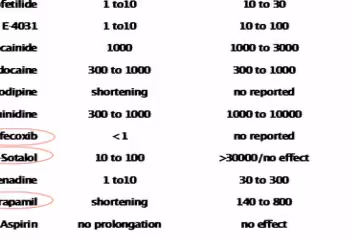 fetilide 1 to10 10 to 30
E-4031 1 to10 10 to 100
cainide 1000 1000 to 3000
docaine 300 to 1000 300 to 1000
odipine shortening no reported
inidine 300 to 1000 1000 to 10000
fecoxib < 1 no reported
-Sotalol 10 to 100 >30000/no effect
enadine 1 to10 30 to 300
rapamil shortening 140 to 800
Aspirin no prolongation no effect